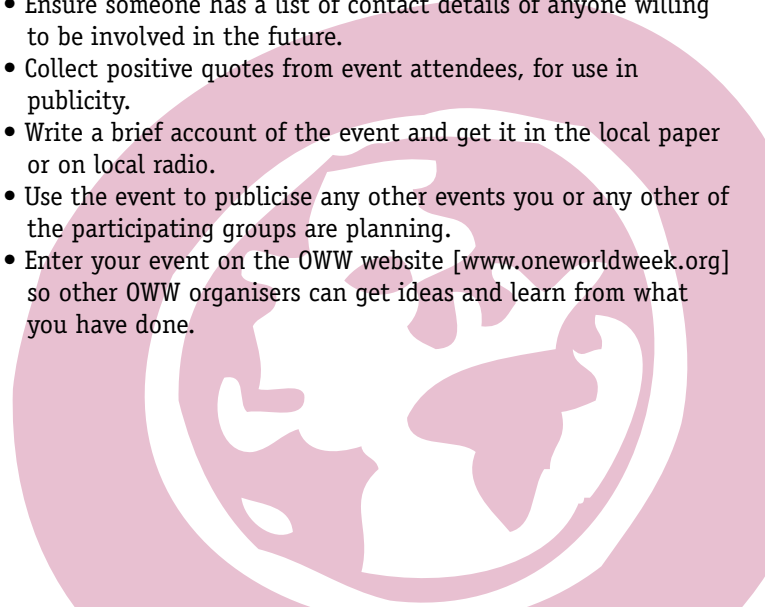 • Ensure someone has a list of contact details of anyone willing
to be involved in the future.
• Collect positive quotes from event attendees, for use in
publicity.
• Write a brief account of the event and get it in the local paper
or on local radio.
• Use the event to publicise any other events you or any other of
the participating groups are planning.
• Enter your event on the OWW website [www.oneworldweek.org]
so other OWW organisers can get ideas and learn from what
you have done.